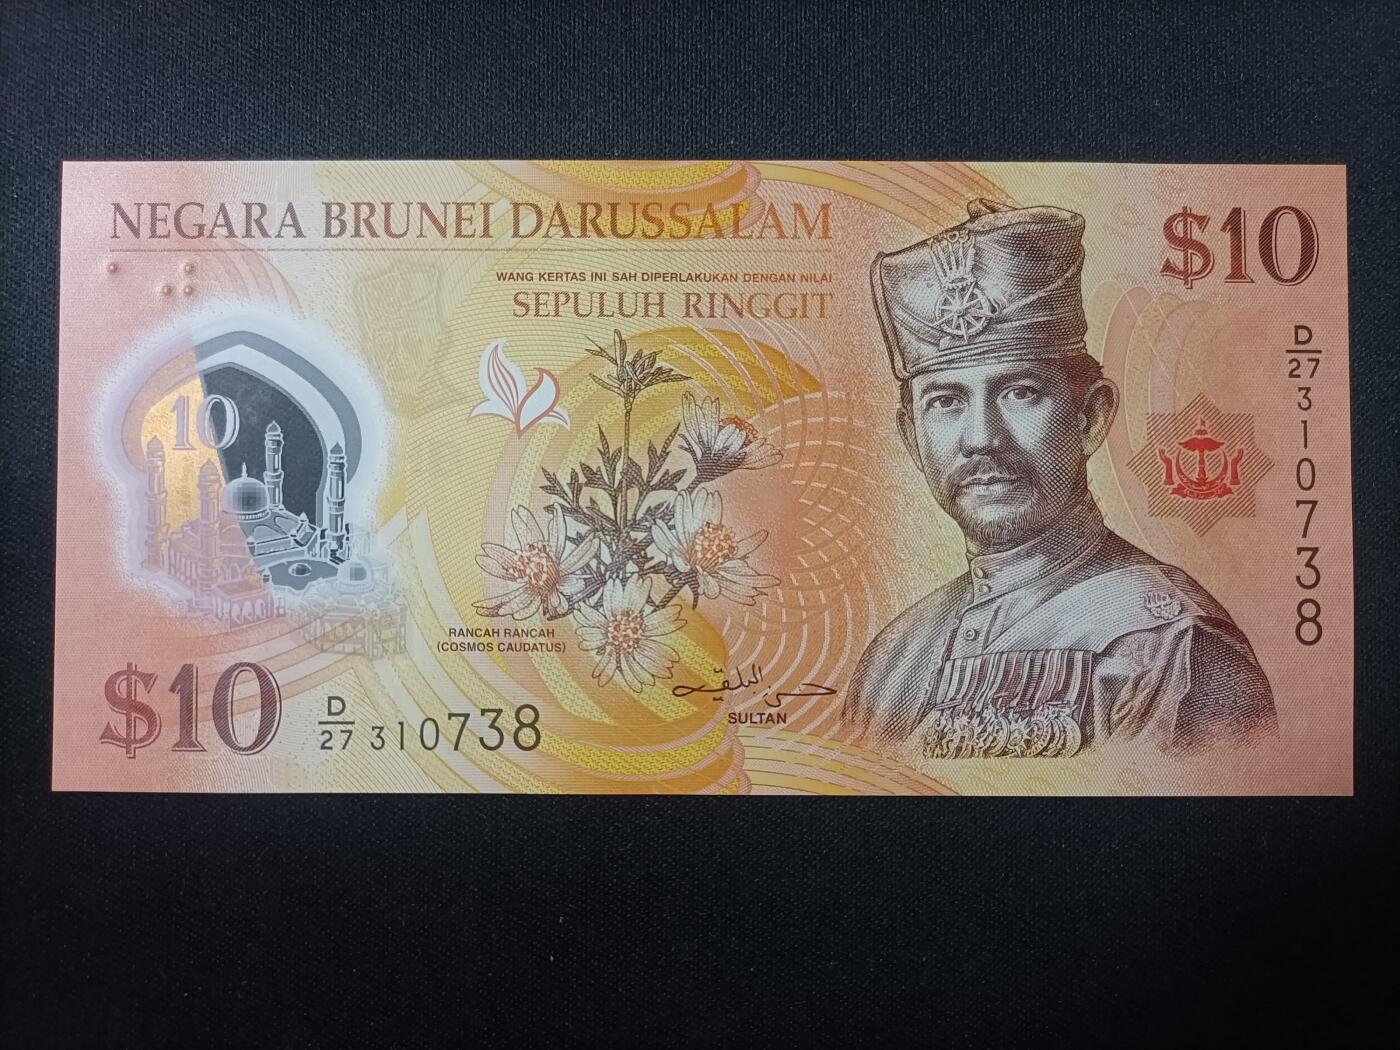 NEGARA BRUNEI DARUSSALAM
$10
WANG KERTAS INI SAH DIPERLAKUKAN DENGAN NILAI
SEPULUH RINGGIT
D/27 310738
10
RANCAH RANCAH
(COSMOS CAUDATUS)
SULTAN
$10
D/27 310738